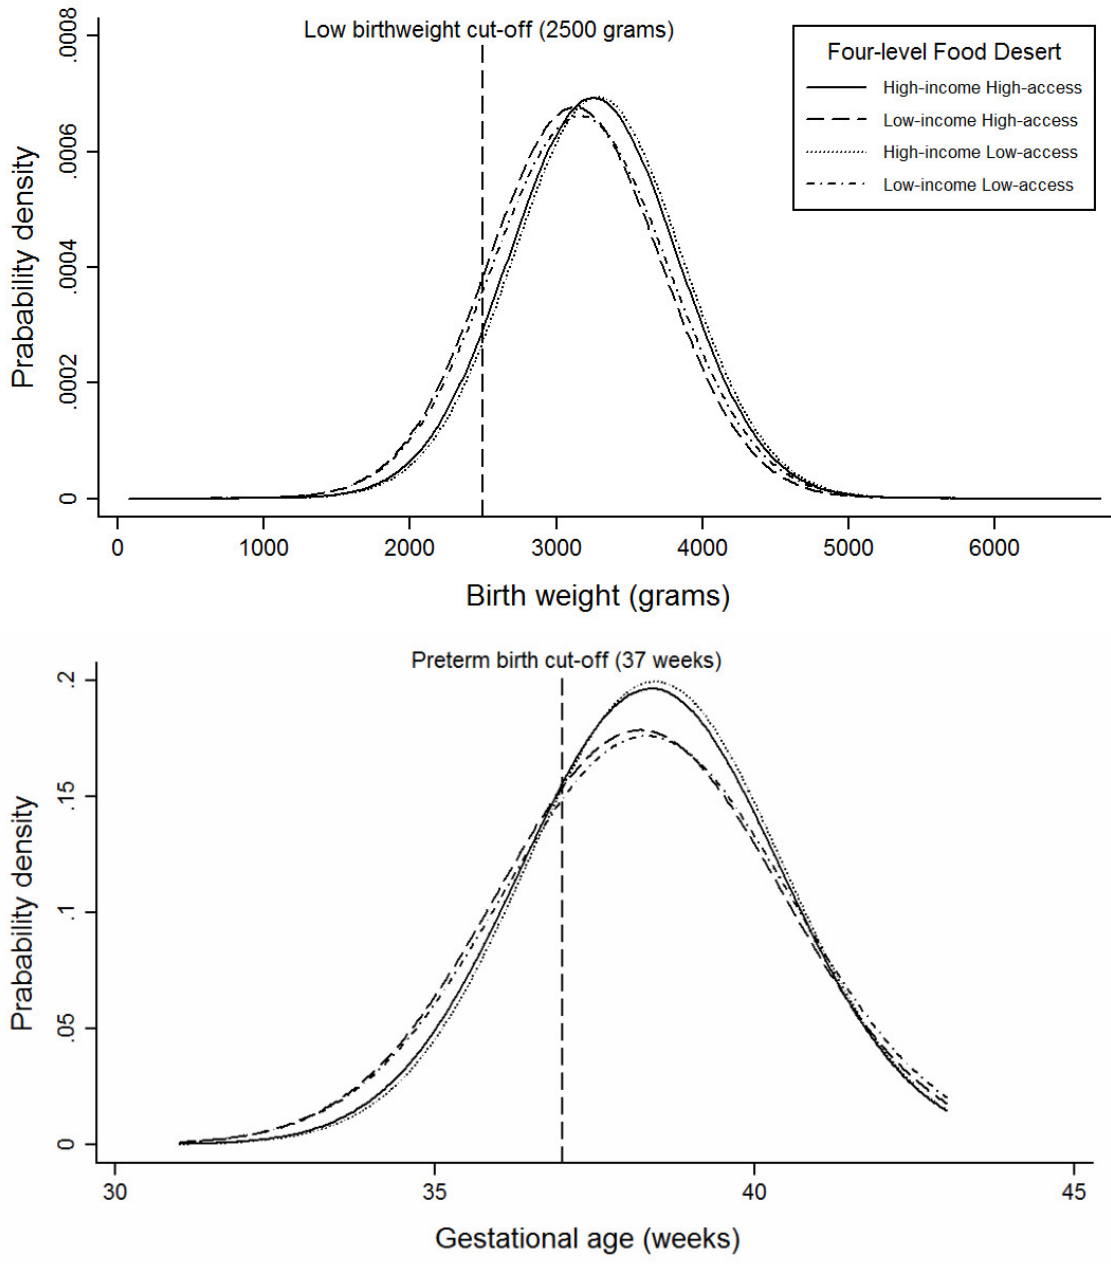 Low birthweight cut-off (2500 grams)
Four-level Food Desert
High-income High-access
Low-income High-access
High-income Low-access
Low-income Low-access
Prabability density
.0008
.0006
.0004
.0002
0
0 1000 2000 3000 4000 5000 6000
Birth weight (grams)
Preterm birth cut-off (37 weeks)
Prabability density
.2
.15
.1
.05
0
30 35 40 45
Gestational age (weeks)